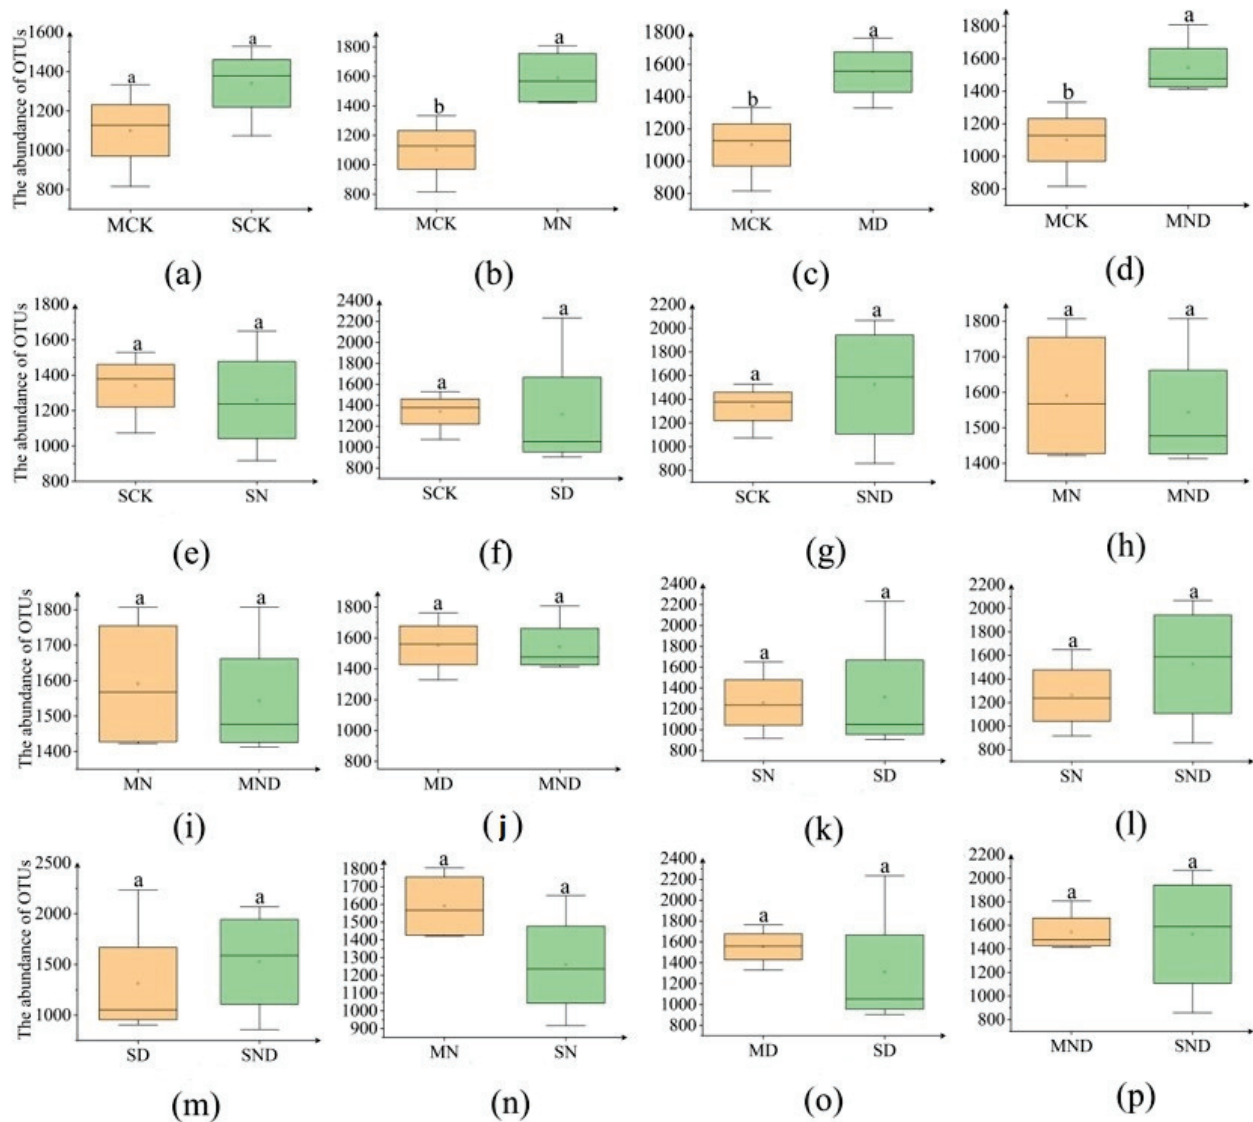 The abundance of OTUs
1600
1400
1200
1000
800
a
a
MCK
SCK
(a)
1800
1600
1400
1200
1000
800
b
a
MCK
MN
(b)
1800
1600
1400
1200
1000
800
b
a
MCK
MD
(c)
1800
1600
1400
1200
1000
800
b
a
MCK
MND
(d)
The abundance of OTUs
1800
1600
1400
1200
1000
800
a
a
SCK
SN
(e)
2400
2200
2000
1800
1600
1400
1200
1000
800
a
a
SCK
SD
(f)
2200
2000
1800
1600
1400
1200
1000
800
a
a
SCK
SND
(g)
1800
1700
1600
1500
1400
a
a
MN
MND
(h)
The abundance of OTUs
1800
1700
1600
1500
1400
a
a
MN
MND
(i)
1800
1600
1400
1200
1000
800
a
a
MD
MND
(j)
2400
2200
2000
1800
1600
1400
1200
1000
800
a
a
SN
SD
(k)
2200
2000
1800
1600
1400
1200
1000
800
a
a
SN
SND
(l)
The abundance of OTUs
2500
2000
1500
1000
a
a
SD
SND
(m)
1800
1700
1600
1500
1400
1300
1200
1100
1000
900
a
a
MN
SN
(n)
2400
2200
2000
1800
1600
1400
1200
1000
800
a
a
MD
SD
(o)
2200
2000
1800
1600
1400
1200
1000
800
a
a
MND
SND
(p)